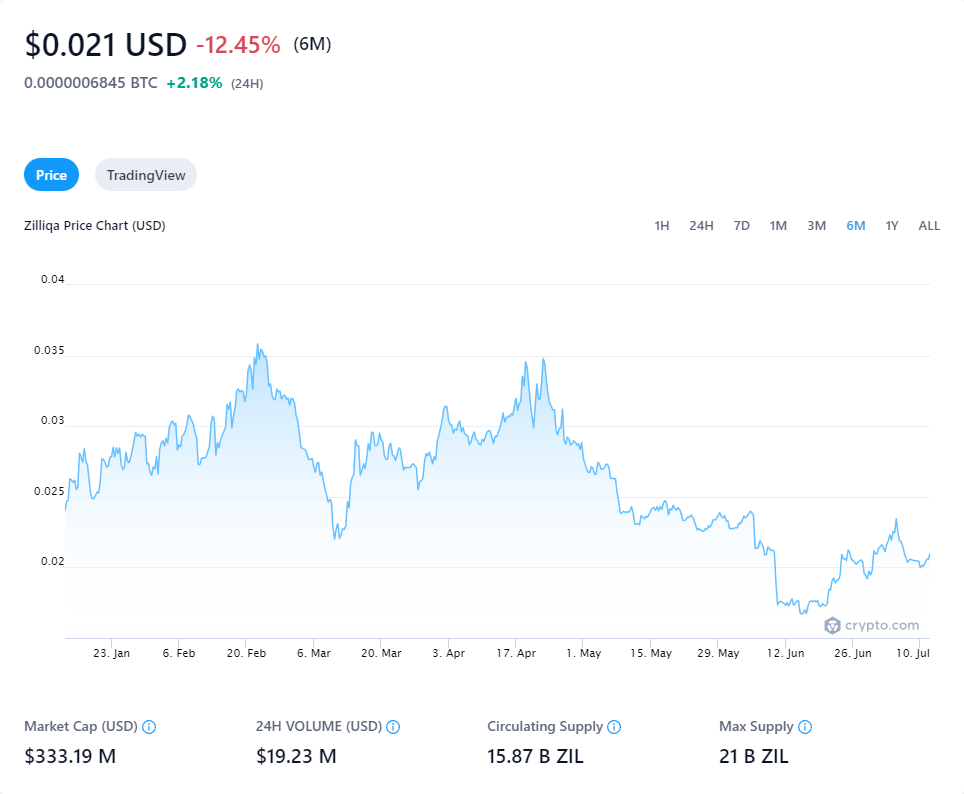 $0.021 USD -12.45% (6M)
0.0000006845 BTC +2.18% (24H)
Price TradingView
Zilliqa Price Chart (USD) 1H 24H 7D 1M 3M 6M 1Y ALL
0.04
0.035
0.03
0.025
0.02
crypto.com
23. Jan 6. Feb 20. Feb 6. Mar 20. Mar 3. Apr 17. Apr 1. May 15. May 29. May 12. Jun 26. Jun 10. Jul
Market Cap (USD) 24H VOLUME (USD) Circulating Supply Max Supply
$333.19 M $19.23 M 15.87 B ZIL 21 B ZIL